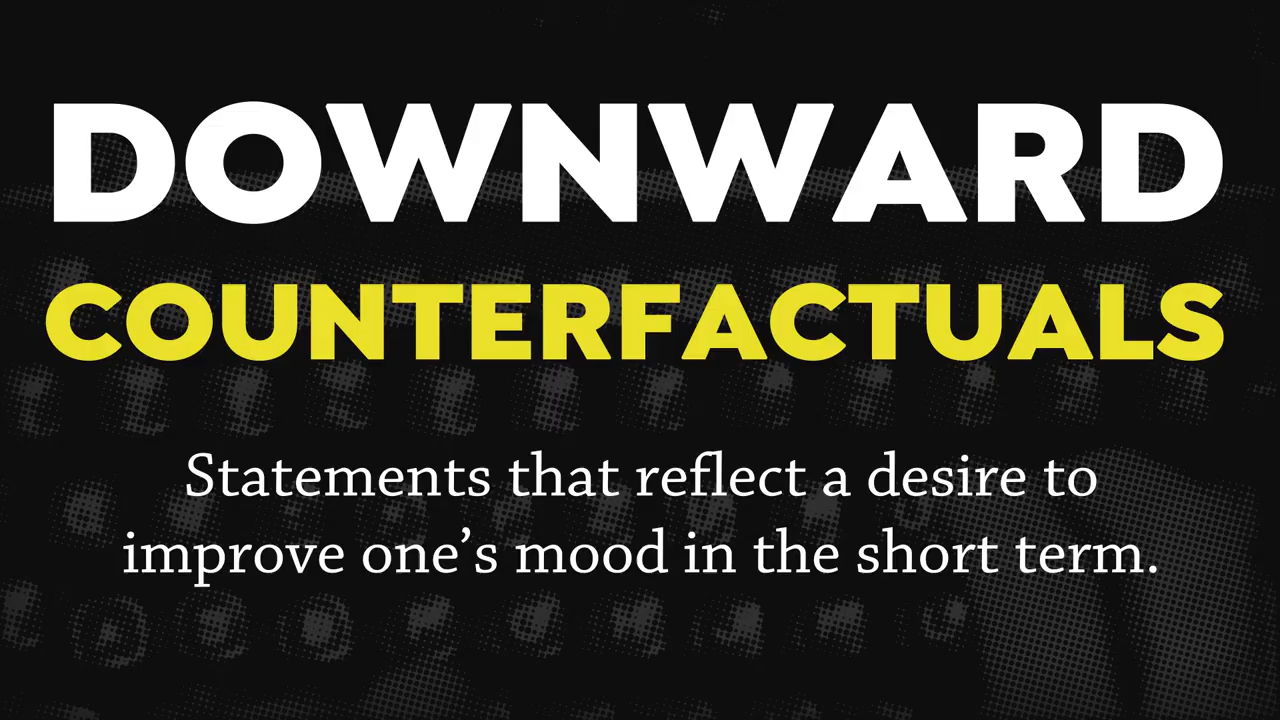 DOWNWARD
COUNTERFACTUALS
Statements that reflect a desire to
improve one’s mood in the short term.